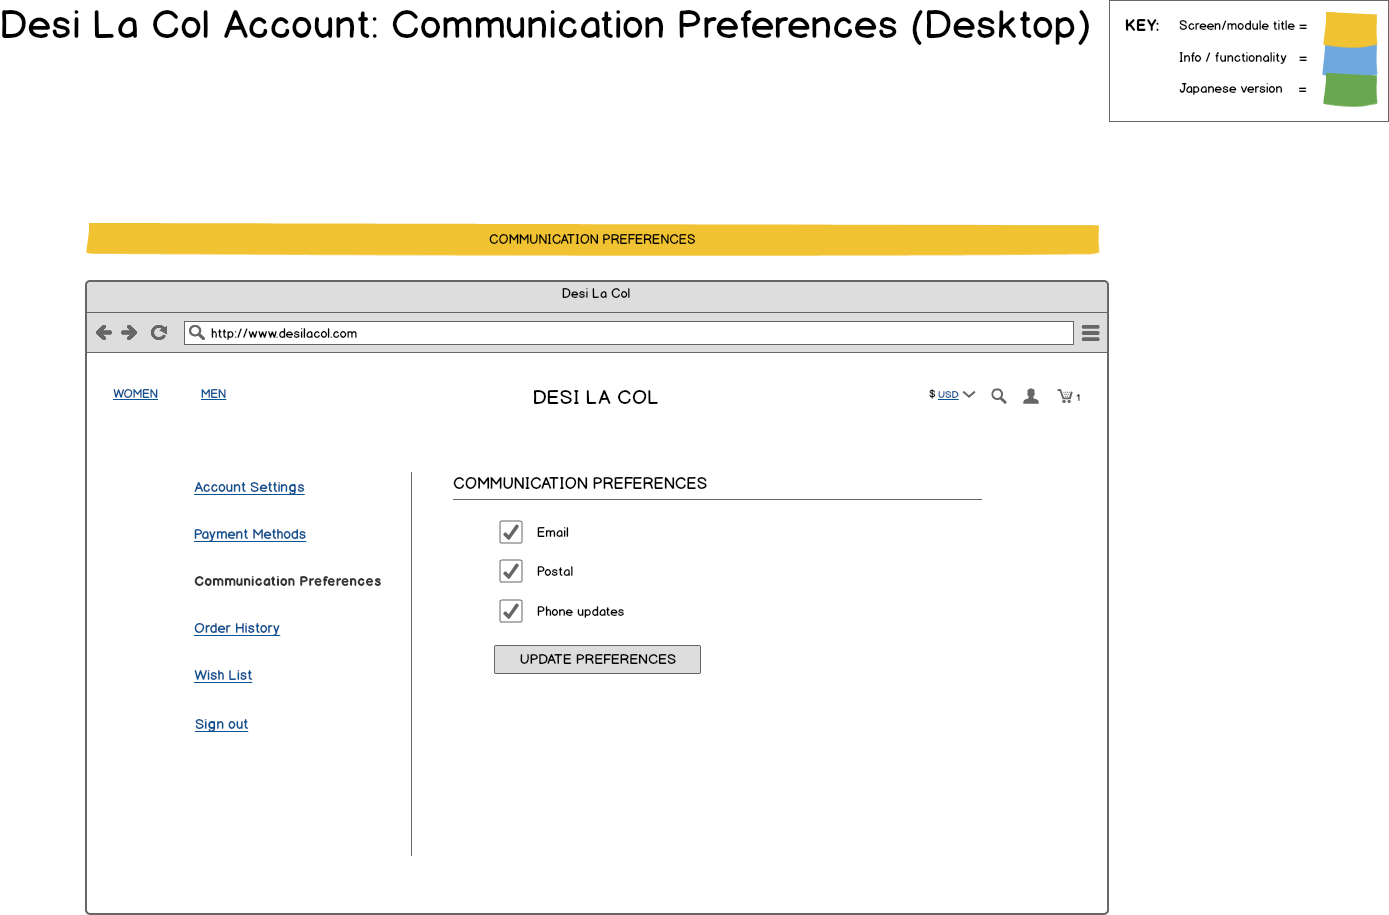 Desi La Col Account: Communication Preferences (Desktop)
KEY:
Screen/module title =
Info / functionality =
Japanese version =
COMMUNICATION PREFERENCES
Desi La Col
http://www.desilacol.com
WOMEN
MEN
DESI LA COL
$ USD
1
Account Settings
Payment Methods
Communication Preferences
Order History
Wish List
Sign out
COMMUNICATION PREFERENCES
Email
Postal
Phone updates
UPDATE PREFERENCES